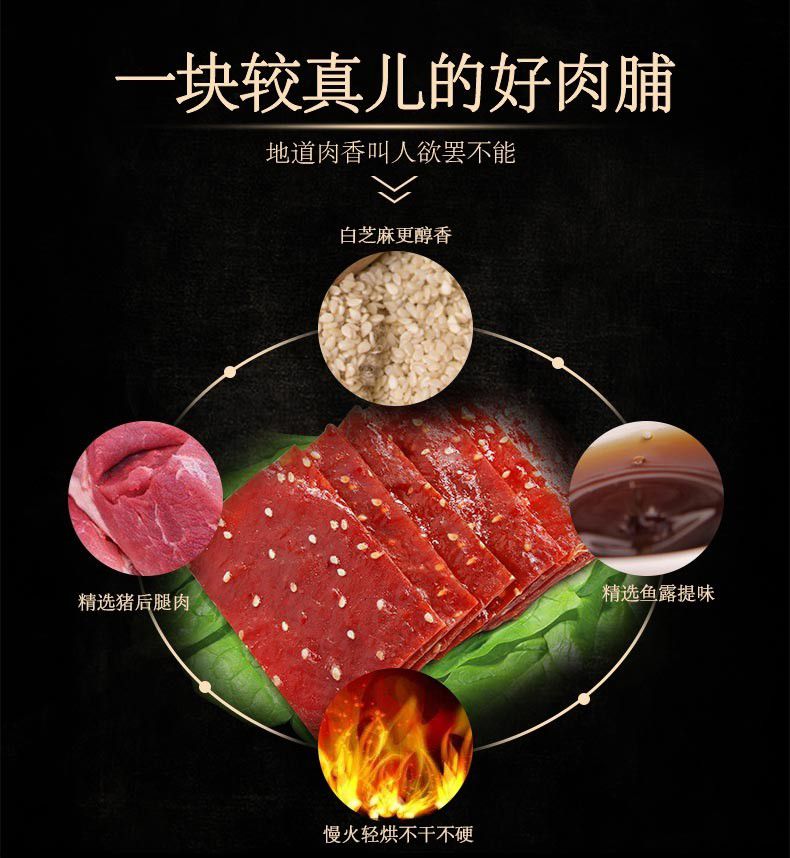 一块较真儿的好肉脯
地道肉香叫人欲罢不能
白芝麻更醇香
精选猪后腿肉
精选鱼露提味
慢火轻烘不干不硬